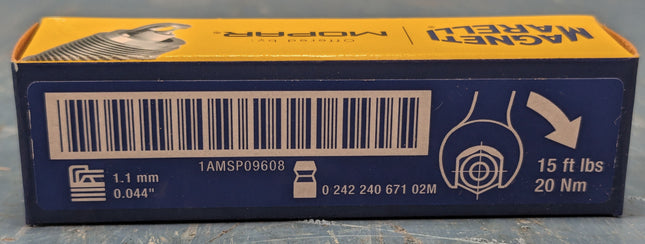 MAGNETI
MARELLI
Offered by:
MOPAR®
1AMSP09608
1.1 mm
0.044"
0 242 240 671 02M
15 ft lbs
20 Nm